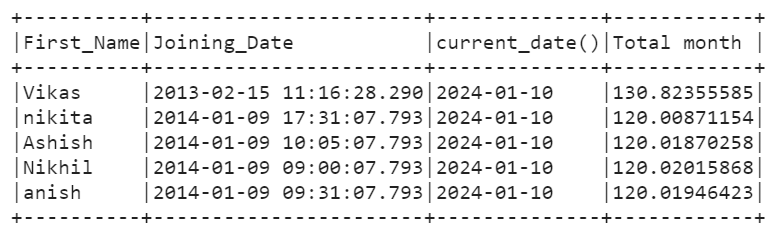 +----------+-----------------------+--------------+------------+
|First_Name|Joining_Date           |current_date()|Total month |
+----------+-----------------------+--------------+------------+
|Vikas     |2013-02-15 11:16:28.290|2024-01-10    |130.82355585|
|nikita    |2014-01-09 17:31:07.793|2024-01-10    |120.00871154|
|Ashish    |2014-01-09 10:05:07.793|2024-01-10    |120.01870258|
|Nikhil    |2014-01-09 09:00:07.793|2024-01-10    |120.02015868|
|anish     |2014-01-09 09:31:07.793|2024-01-10    |120.01946423|
+----------+-----------------------+--------------+------------+